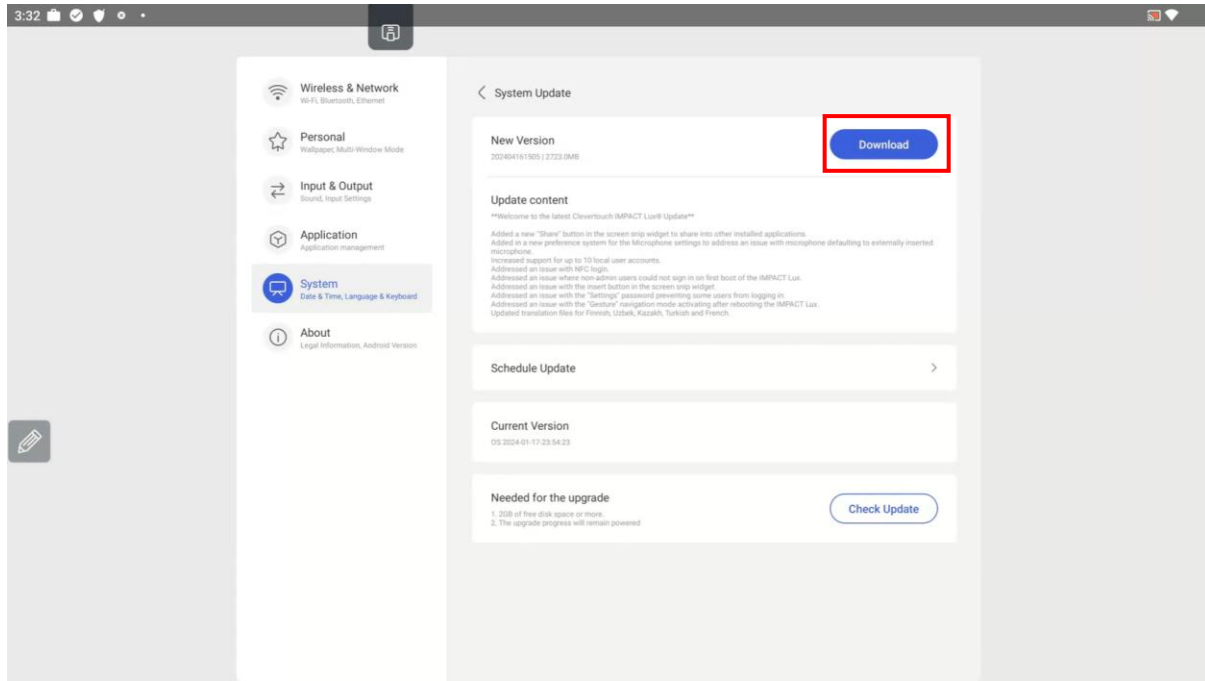 3:32
Wireless & Network
Wi-Fi, Bluetooth, Ethernet
Personal
Wallpaper, Multi-Window Mode
Input & Output
Sound, Input Settings
Application
Application management
System
Date & Time, Language & Keyboard
About
Legal Information, Android Version
System Update
New Version
202404161505 | 2723.0MB
Download
Update content
**Welcome to the latest Clevertouch IMPACT Lux® Update**
Added a new "Share" button in the screen snip widget to share into other installed applications.
Added in a new preference system for the Microphone settings to address an issue with microphone defaulting to externally inserted
microphone.
Increased support for up to 10 local user accounts.
Addressed an issue with NFC login.
Addressed an issue where non-admin users could not sign in on first boot of the IMPACT Lux.
Addressed an issue with the insert button in the screen snip widget
Addressed an issue with the "Settings" password preventing some users from logging in.
Addressed an issue with the "Gesture" navigation mode activating after rebooting the IMPACT Lux.
Updated translation files for Finnish, Uzbek, Kazakh, Turkish and French.
Schedule Update
Current Version
OS 2024-01-17-23:54:23
Needed for the upgrade
1. 2GB of free disk space or more.
2. The upgrade progress will remain powered
Check Update